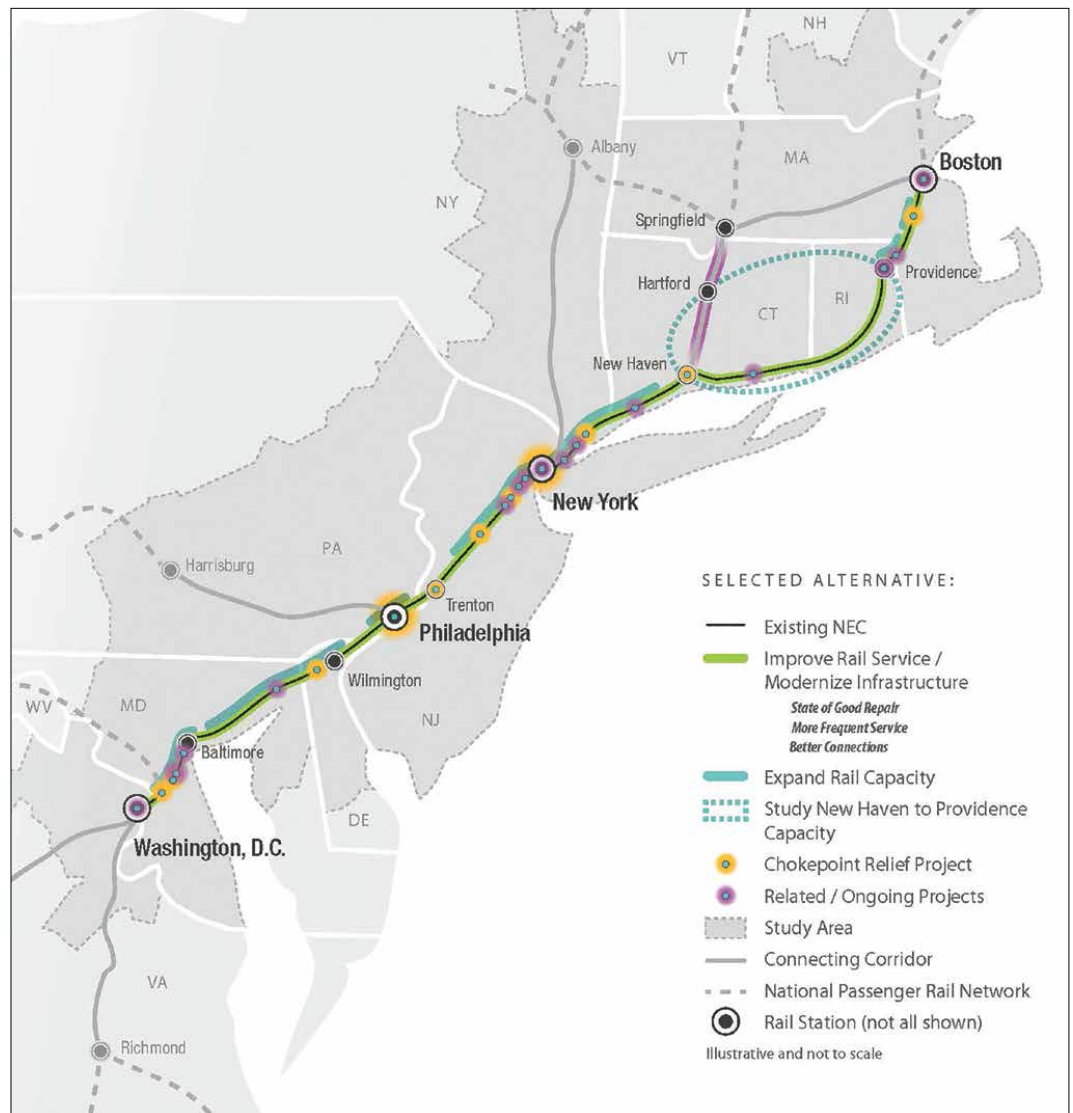 NH
VT
Albany
MA
Boston
NY
Springfield
Hartford
Providence
CT
RI
New Haven
New York
PA
Harrisburg
Trenton
Philadelphia
Wilmington
WV
MD
NJ
Baltimore
DE
Washington, D.C.
VA
Richmond
SELECTED ALTERNATIVE:
Existing NEC
Improve Rail Service /
Modernize Infrastructure
State of Good Repair
More Frequent Service
Better Connections
Expand Rail Capacity
Study New Haven to Providence
Capacity
Chokepoint Relief Project
Related / Ongoing Projects
Study Area
Connecting Corridor
National Passenger Rail Network
Rail Station (not all shown)
Illustrative and not to scale